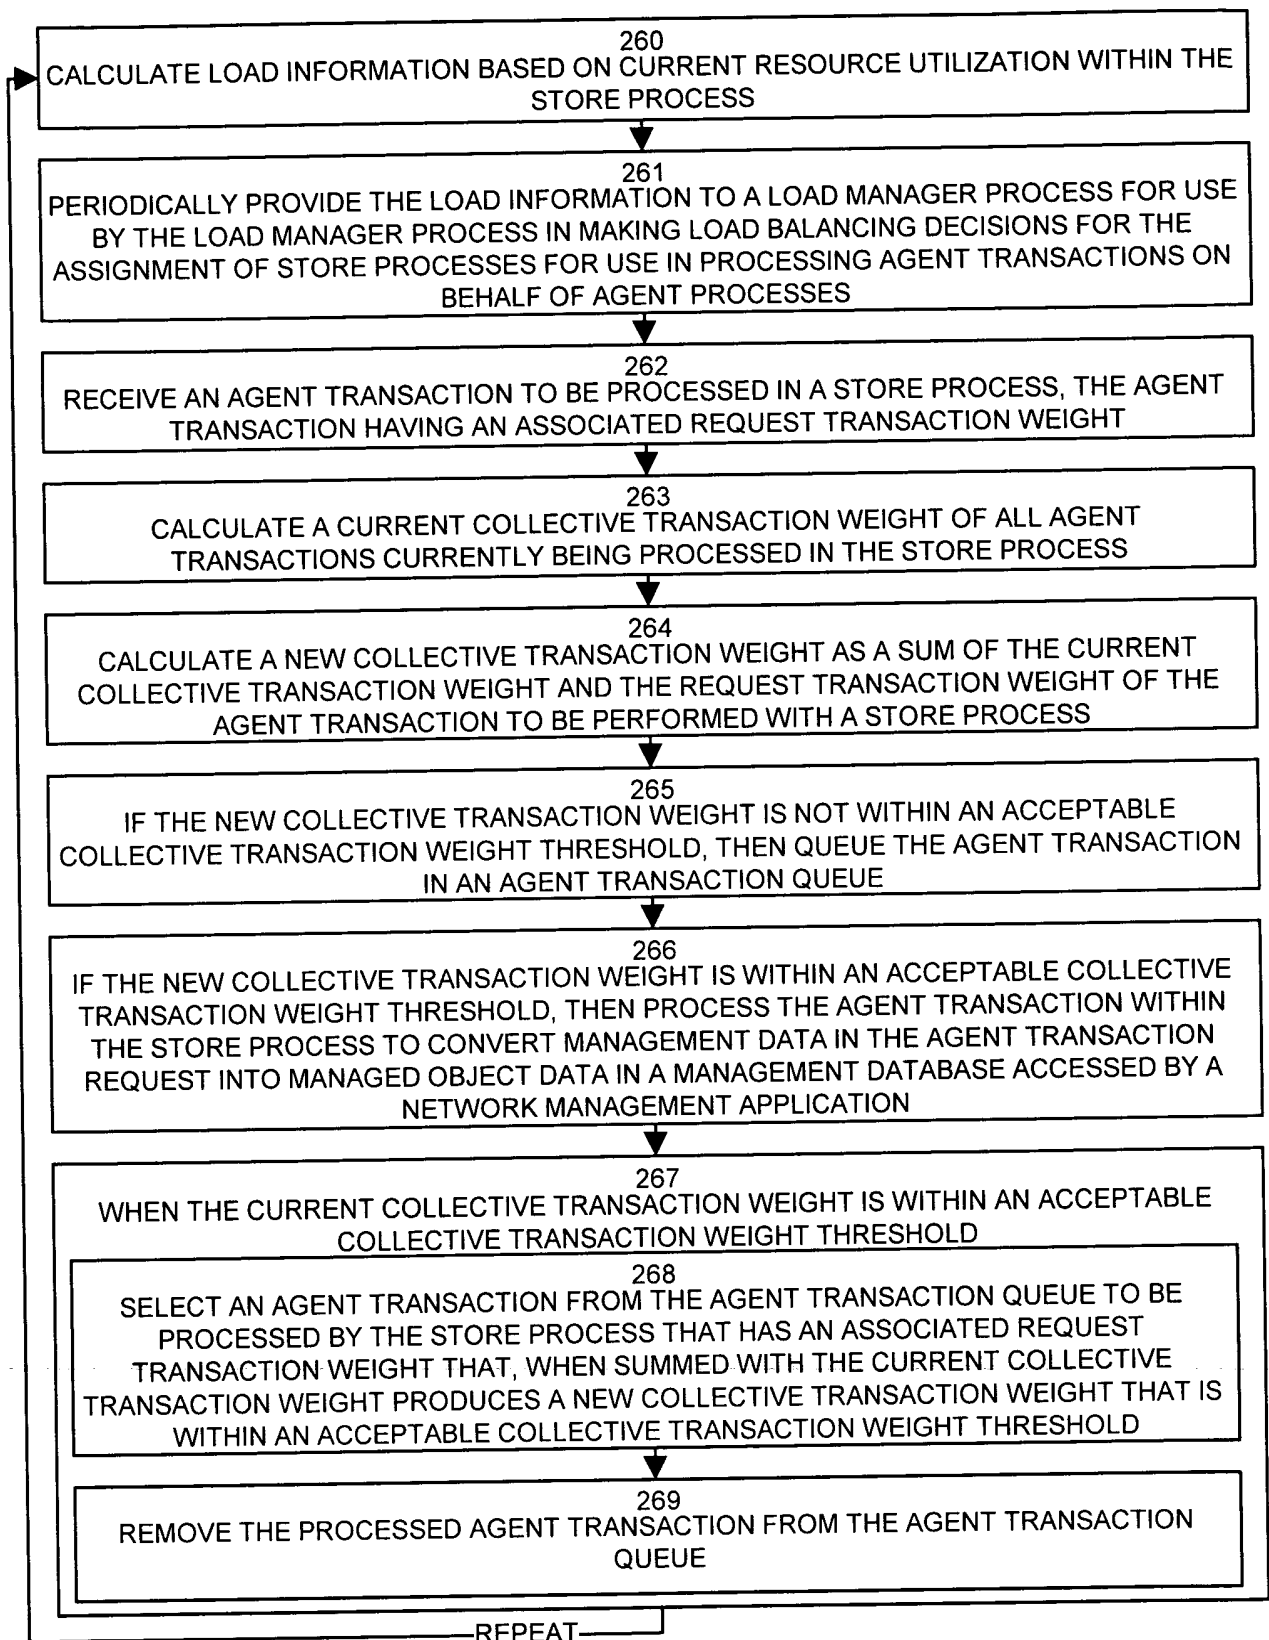 260
CALCULATE LOAD INFORMATION BASED ON CURRENT RESOURCE UTILIZATION WITHIN THE
STORE PROCESS
261
PERIODICALLY PROVIDE THE LOAD INFORMATION TO A LOAD MANAGER PROCESS FOR USE
BY THE LOAD MANAGER PROCESS IN MAKING LOAD BALANCING DECISIONS FOR THE
ASSIGNMENT OF STORE PROCESSES FOR USE IN PROCESSING AGENT TRANSACTIONS ON
BEHALF OF AGENT PROCESSES
262
RECEIVE AN AGENT TRANSACTION TO BE PROCESSED IN A STORE PROCESS, THE AGENT
TRANSACTION HAVING AN ASSOCIATED REQUEST TRANSACTION WEIGHT
263
CALCULATE A CURRENT COLLECTIVE TRANSACTION WEIGHT OF ALL AGENT
TRANSACTIONS CURRENTLY BEING PROCESSED IN THE STORE PROCESS
264
CALCULATE A NEW COLLECTIVE TRANSACTION WEIGHT AS A SUM OF THE CURRENT
COLLECTIVE TRANSACTION WEIGHT AND THE REQUEST TRANSACTION WEIGHT OF THE
AGENT TRANSACTION TO BE PERFORMED WITH A STORE PROCESS
265
IF THE NEW COLLECTIVE TRANSACTION WEIGHT IS NOT WITHIN AN ACCEPTABLE
COLLECTIVE TRANSACTION WEIGHT THRESHOLD, THEN QUEUE THE AGENT TRANSACTION
IN AN AGENT TRANSACTION QUEUE
266
IF THE NEW COLLECTIVE TRANSACTION WEIGHT IS WITHIN AN ACCEPTABLE COLLECTIVE
TRANSACTION WEIGHT THRESHOLD, THEN PROCESS THE AGENT TRANSACTION WITHIN
THE STORE PROCESS TO CONVERT MANAGEMENT DATA IN THE AGENT TRANSACTION
REQUEST INTO MANAGED OBJECT DATA IN A MANAGEMENT DATABASE ACCESSED BY A
NETWORK MANAGEMENT APPLICATION
267
WHEN THE CURRENT COLLECTIVE TRANSACTION WEIGHT IS WITHIN AN ACCEPTABLE
COLLECTIVE TRANSACTION WEIGHT THRESHOLD
268
SELECT AN AGENT TRANSACTION FROM THE AGENT TRANSACTION QUEUE TO BE
PROCESSED BY THE STORE PROCESS THAT HAS AN ASSOCIATED REQUEST
TRANSACTION WEIGHT THAT, WHEN SUMMED WITH THE CURRENT COLLECTIVE
TRANSACTION WEIGHT PRODUCES A NEW COLLECTIVE TRANSACTION WEIGHT THAT IS
WITHIN AN ACCEPTABLE COLLECTIVE TRANSACTION WEIGHT THRESHOLD
269
REMOVE THE PROCESSED AGENT TRANSACTION FROM THE AGENT TRANSACTION
QUEUE
REPEAT